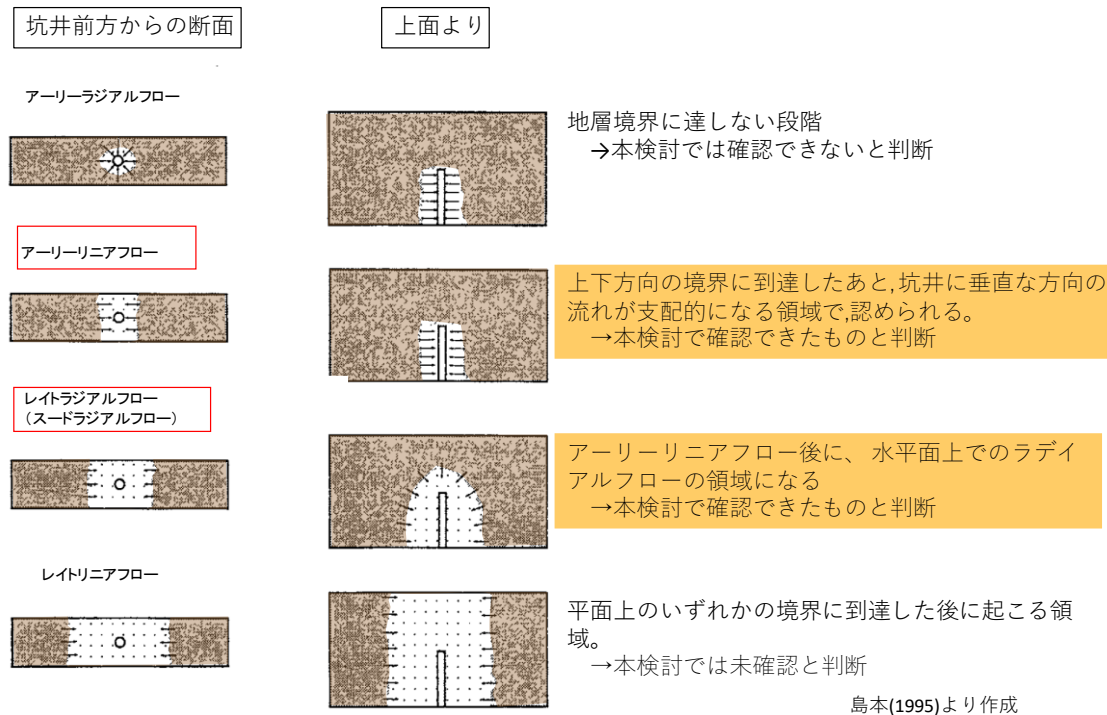 坑井前方からの断面
上面より
アーリーラジアルフロー
地層境界に達しない段階
→本検討では確認できないと判断
アーリーリニアフロー
上下方向の境界に到達したあと,坑井に垂直な方向の
流れが支配的になる領域で,認められる。
→本検討で確認できたものと判断
レイトラジアルフロー
（スードラジアルフロー）
アーリーリニアフロー後に、 水平面上でのラデイ
アルフローの領域になる
→本検討で確認できたものと判断
レイトリニアフロー
平面上のいずれかの境界に到達した後に起こる領
域。
→本検討では未確認と判断
島本(1995)より作成